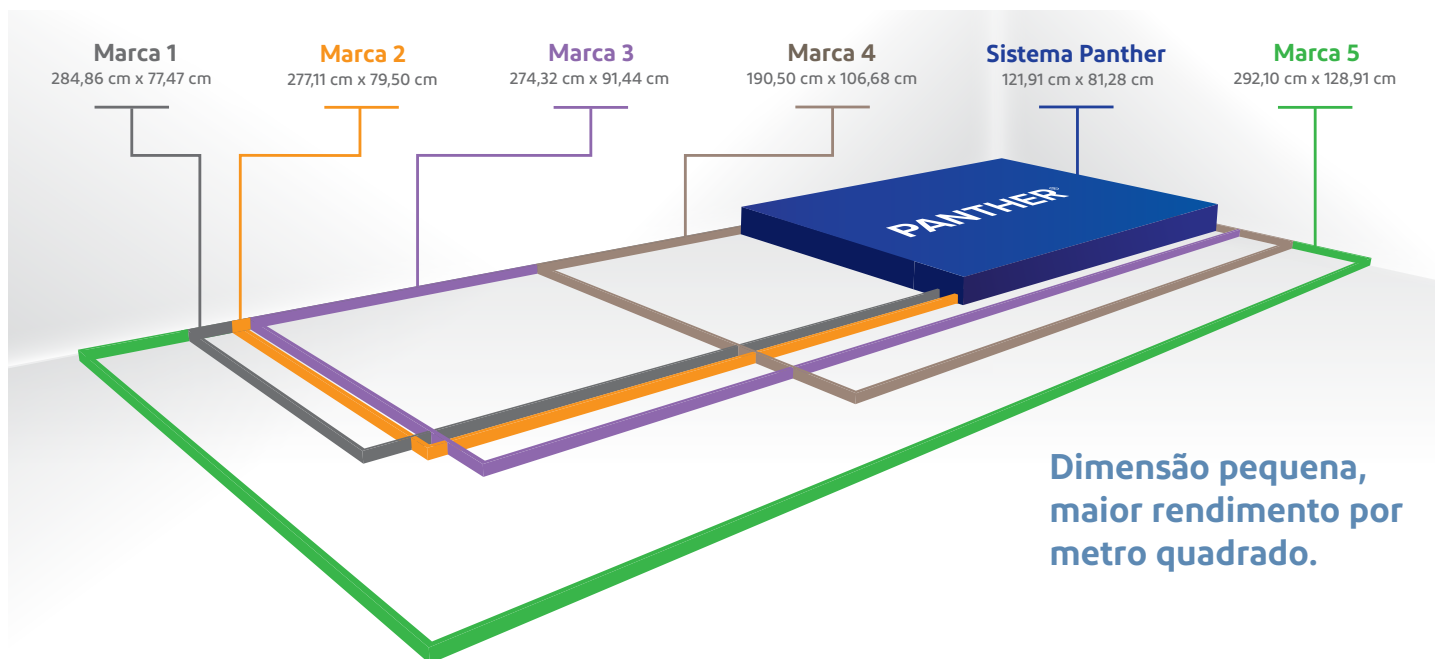 Marca 1
284,86 cm x 77,47 cm
Marca 2
277,11 cm x 79,50 cm
Marca 3
274,32 cm x 91,44 cm
Marca 4
190,50 cm x 106,68 cm
Sistema Panther
121,91 cm x 81,28 cm
Marca 5
292,10 cm x 128,91 cm
PANTHER®
Dimensão pequena,
maior rendimento por
metro quadrado.